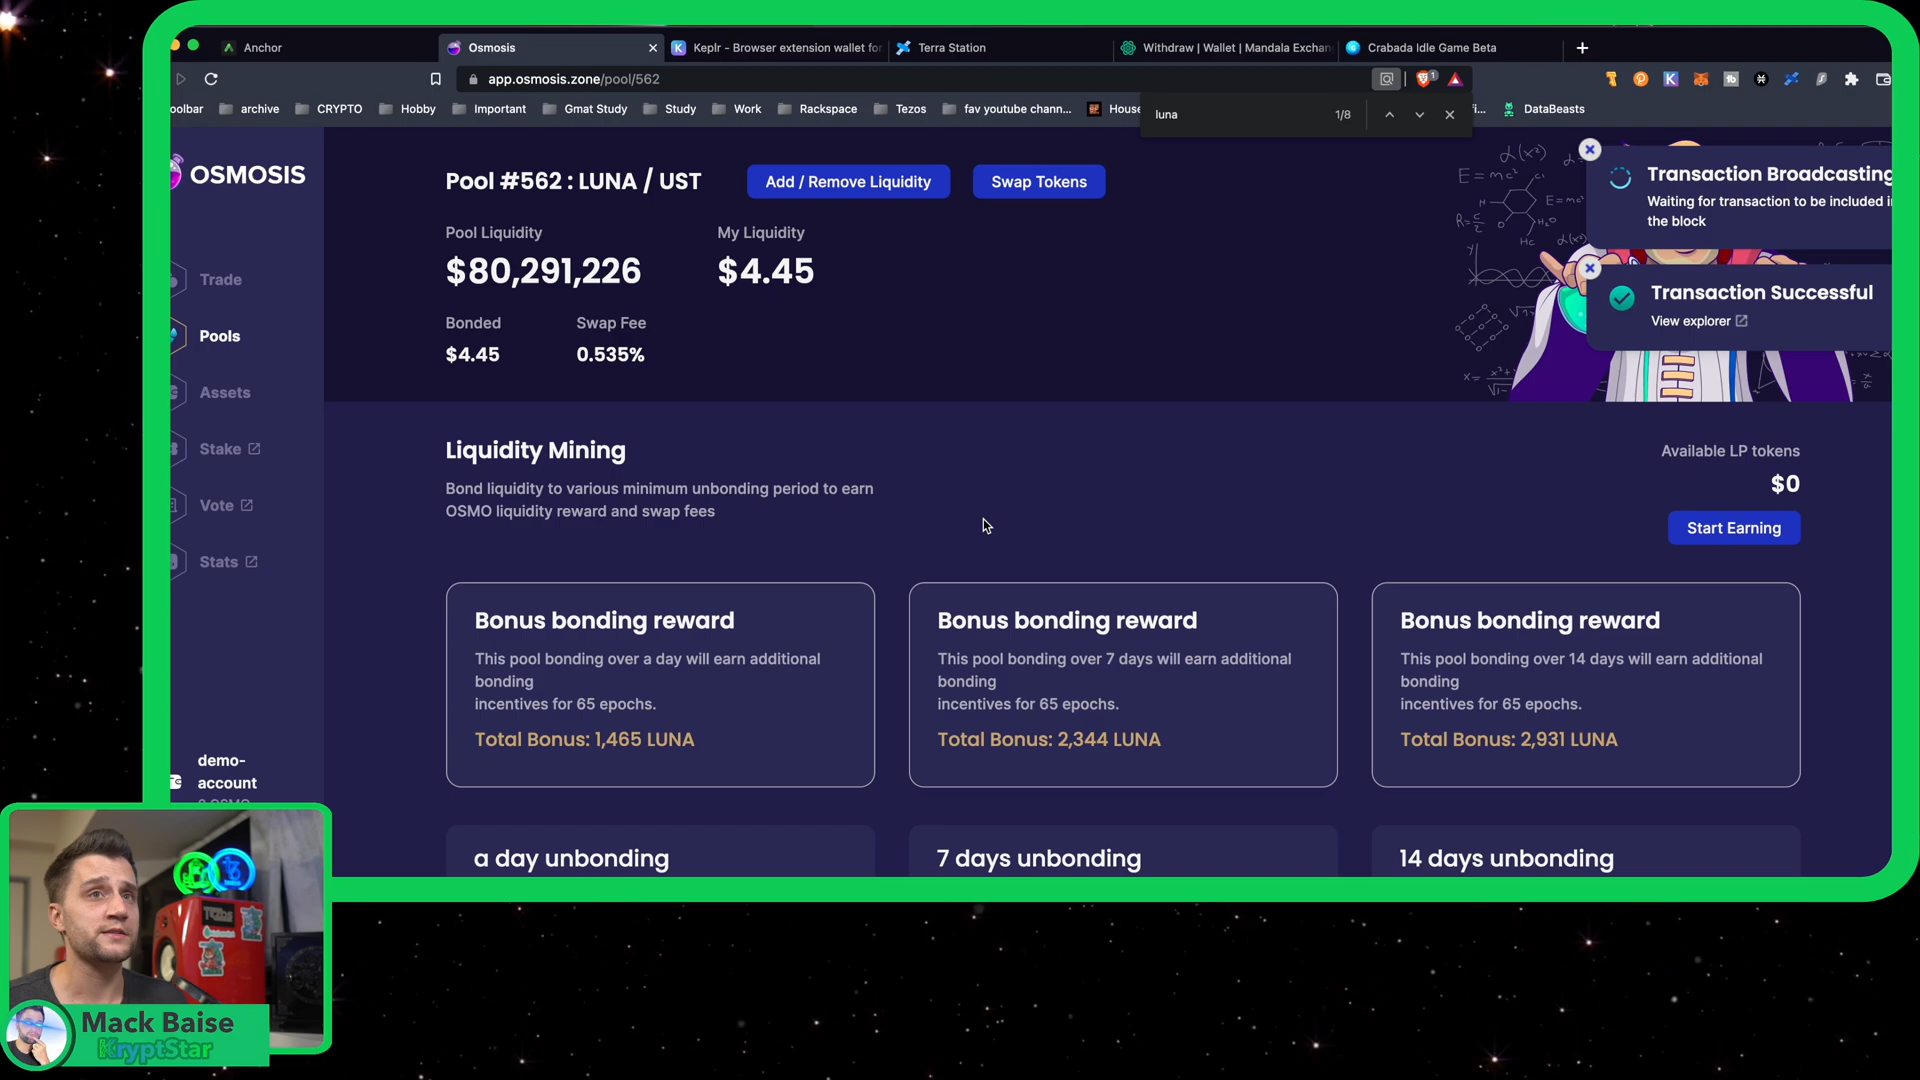 Anchor
Osmosis
Keplr - Browser extension wallet for
Terra Station
Withdraw | Wallet | Mandala Exchan
Crabada Idle Game Beta
app.osmosis.zone/pool/562
1
oolbar
archive
CRYPTO
Hobby
Important
Gmat Study
Study
Work
Rackspace
Tezos
fav youtube chann...
House
DataBeasts
luna
1/8
OSMOSIS
Trade
Pools
Assets
Stake
Vote
Stats
demo-
account
Pool #562 : LUNA / UST
Add / Remove Liquidity
Swap Tokens
Pool Liquidity
My Liquidity
$80,291,226
$4.45
Bonded
Swap Fee
$4.45
0.535%
Transaction Broadcasting
Waiting for transaction to be included i
the block
Transaction Successful
View explorer
Liquidity Mining
Bond liquidity to various minimum unbonding period to earn
OSMO liquidity reward and swap fees
Available LP tokens
$0
Start Earning
Bonus bonding reward
This pool bonding over a day will earn additional
bonding
incentives for 65 epochs.
Total Bonus: 1,465 LUNA
Bonus bonding reward
This pool bonding over 7 days will earn additional
bonding
incentives for 65 epochs.
Total Bonus: 2,344 LUNA
Bonus bonding reward
This pool bonding over 14 days will earn additional
bonding
incentives for 65 epochs.
Total Bonus: 2,931 LUNA
a day unbonding
7 days unbonding
14 days unbonding
TEZOS
Mack Baise
KryptStar